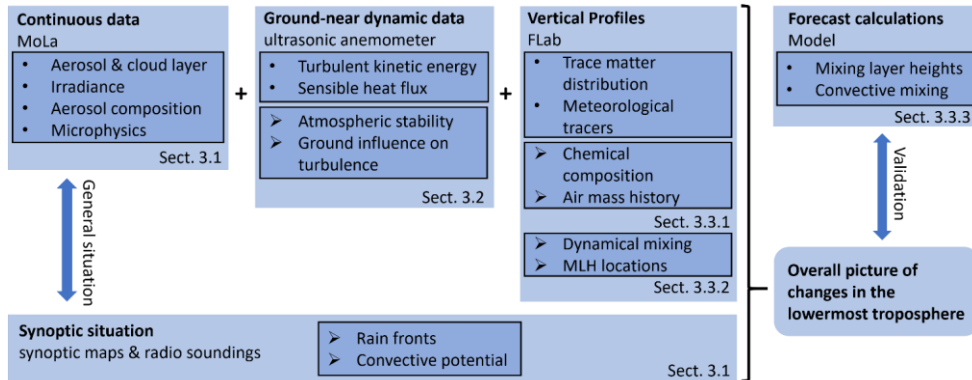 Continuous data
MoLa
• Aerosol & cloud layer
• Irradiance
• Aerosol composition
• Microphysics
Sect. 3.1
+
Ground-near dynamic data
ultrasonic anemometer
• Turbulent kinetic energy
• Sensible heat flux
➢ Atmospheric stability
➢ Ground influence on
turbulence
Sect. 3.2
+
Vertical Profiles
FLab
• Trace matter
distribution
• Meteorological
tracers
➢ Chemical
composition
➢ Air mass history
Sect. 3.3.1
➢ Dynamical mixing
➢ MLH locations
Sect. 3.3.2
Forecast calculations
Model
• Mixing layer heights
• Convective mixing
Sect. 3.3.3
General situation
Validation
Overall picture of
changes in the
lowermost troposphere
Synoptic situation
synoptic maps & radio soundings
➢ Rain fronts
➢ Convective potential
Sect. 3.1